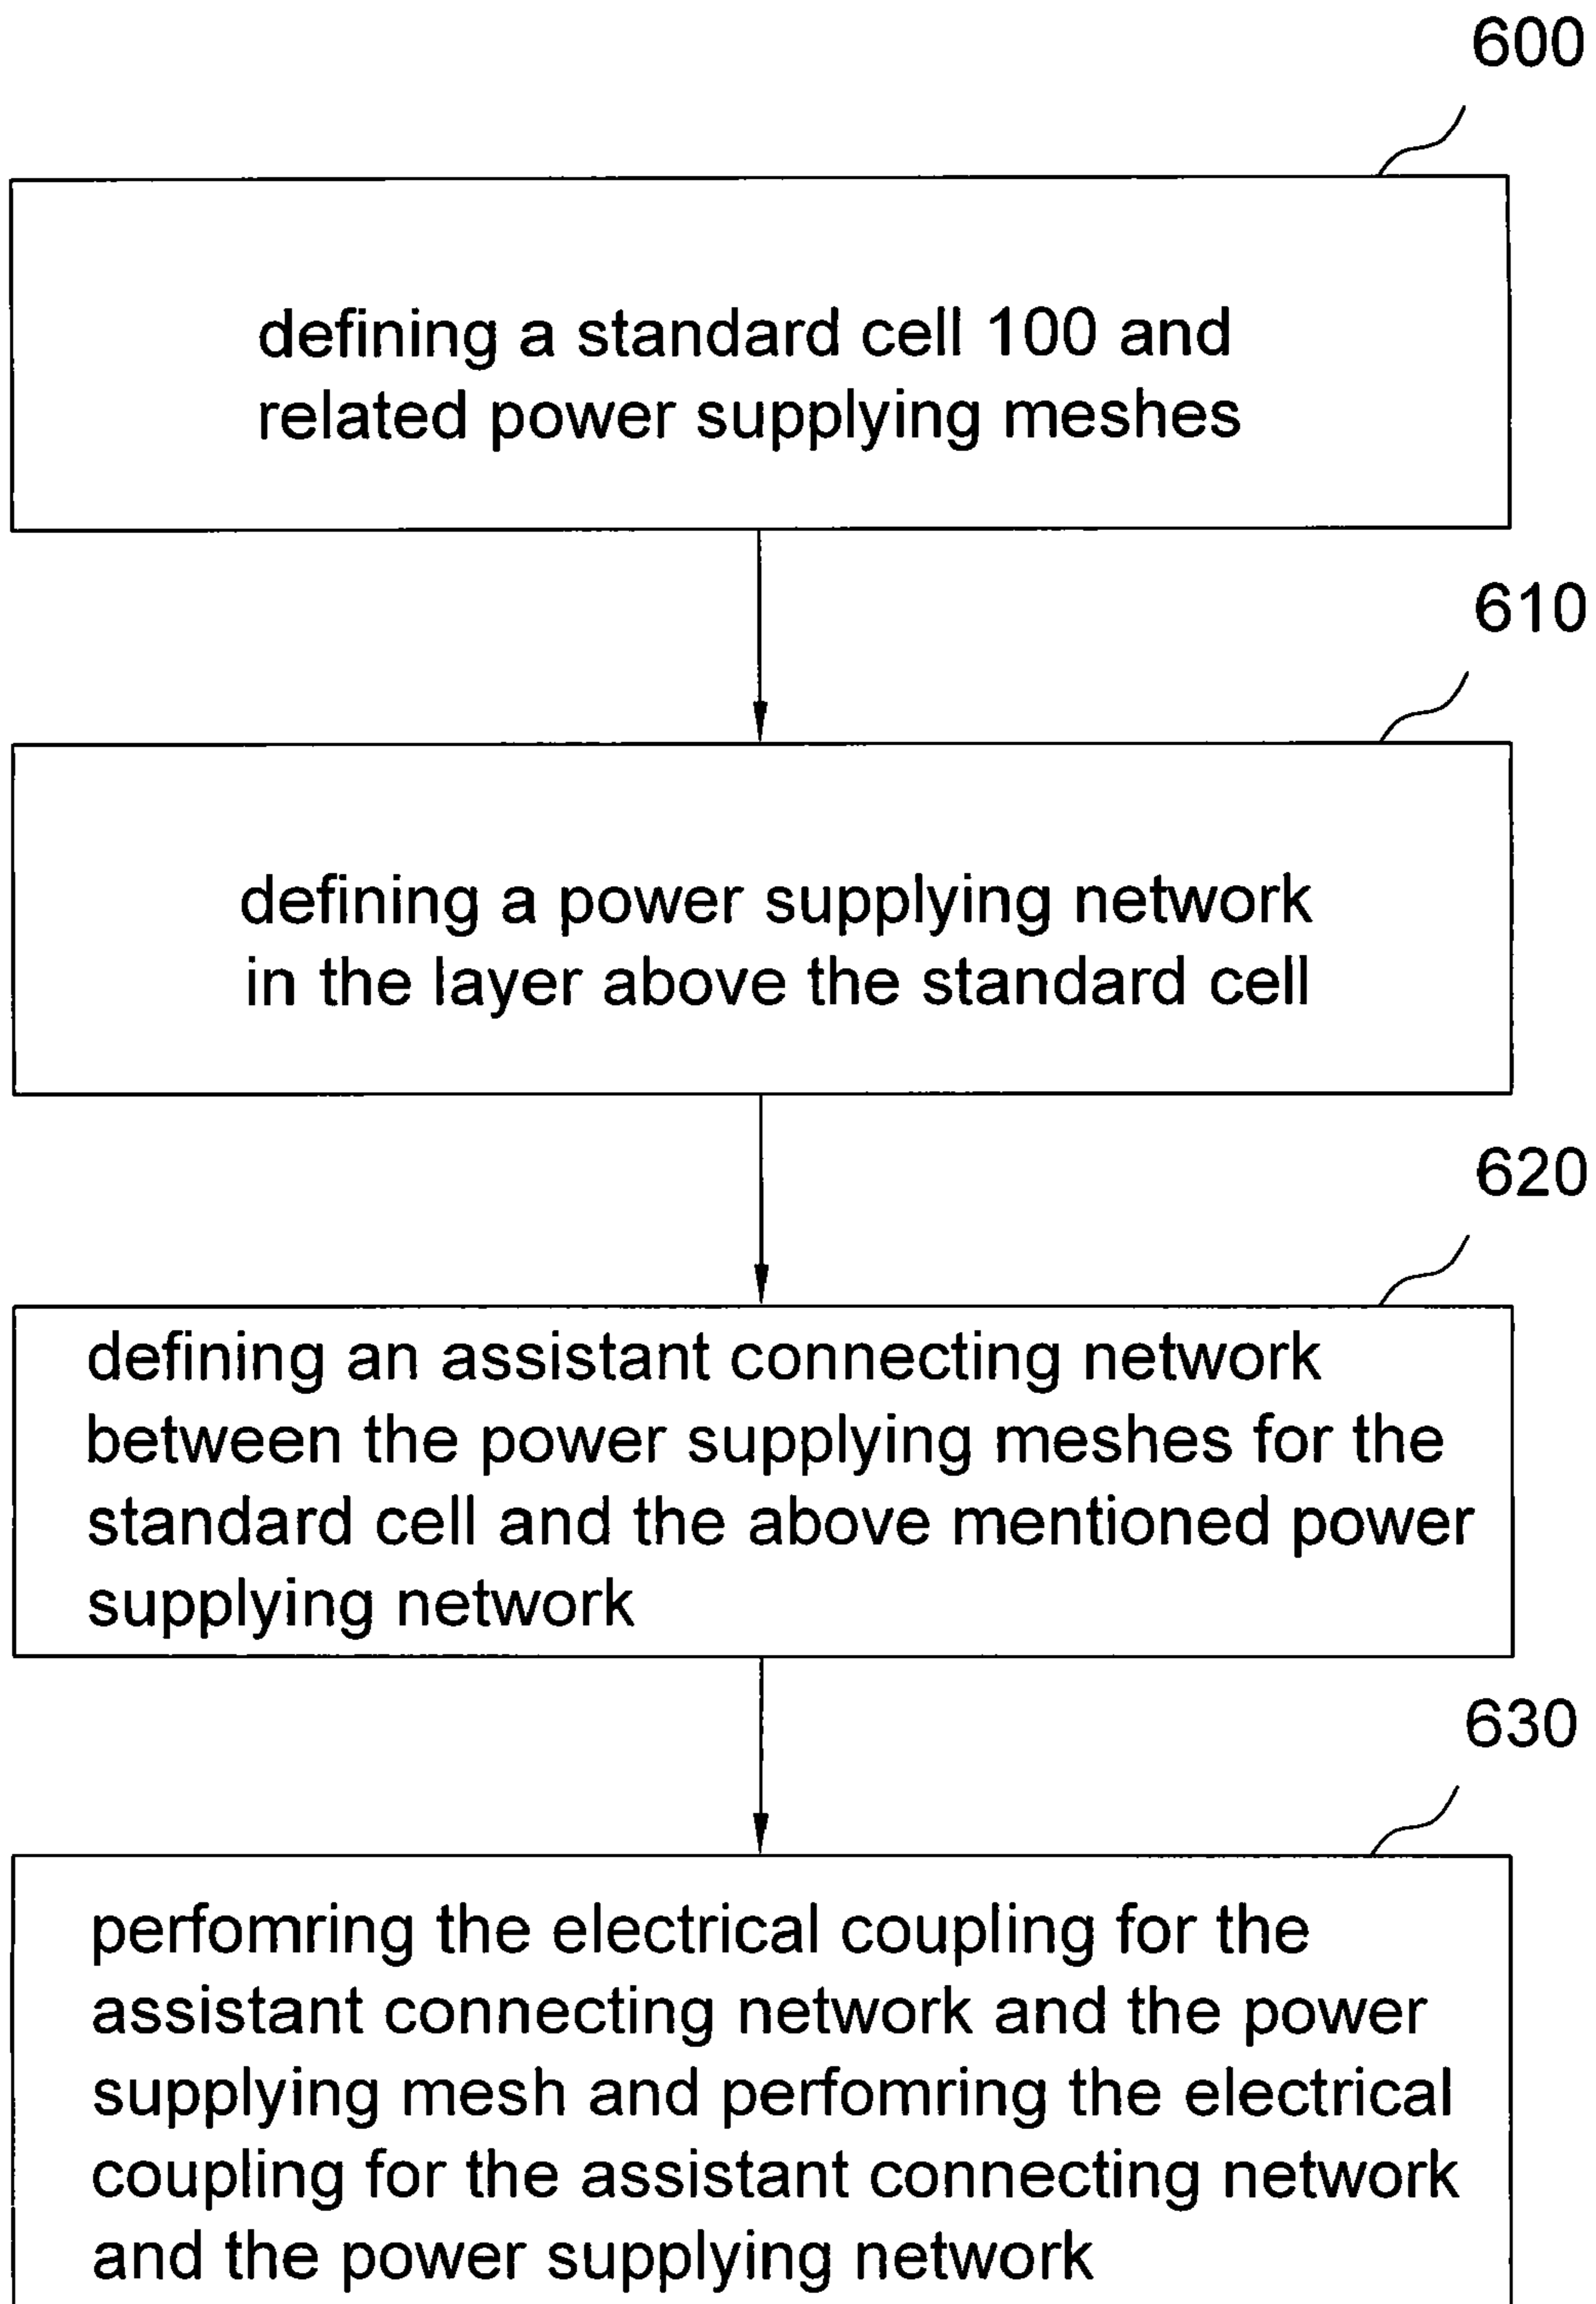 600
defining a standard cell 100 and
related power supplying meshes
610
defining a power supplying network
in the layer above the standard cell
620
defining an assistant connecting network
between the power supplying meshes for the
standard cell and the above mentioned power
supplying network
630
perfomring the electrical coupling for the
assistant connecting network and the power
supplying mesh and perfomring the electrical
coupling for the assistant connecting network
and the power supplying network